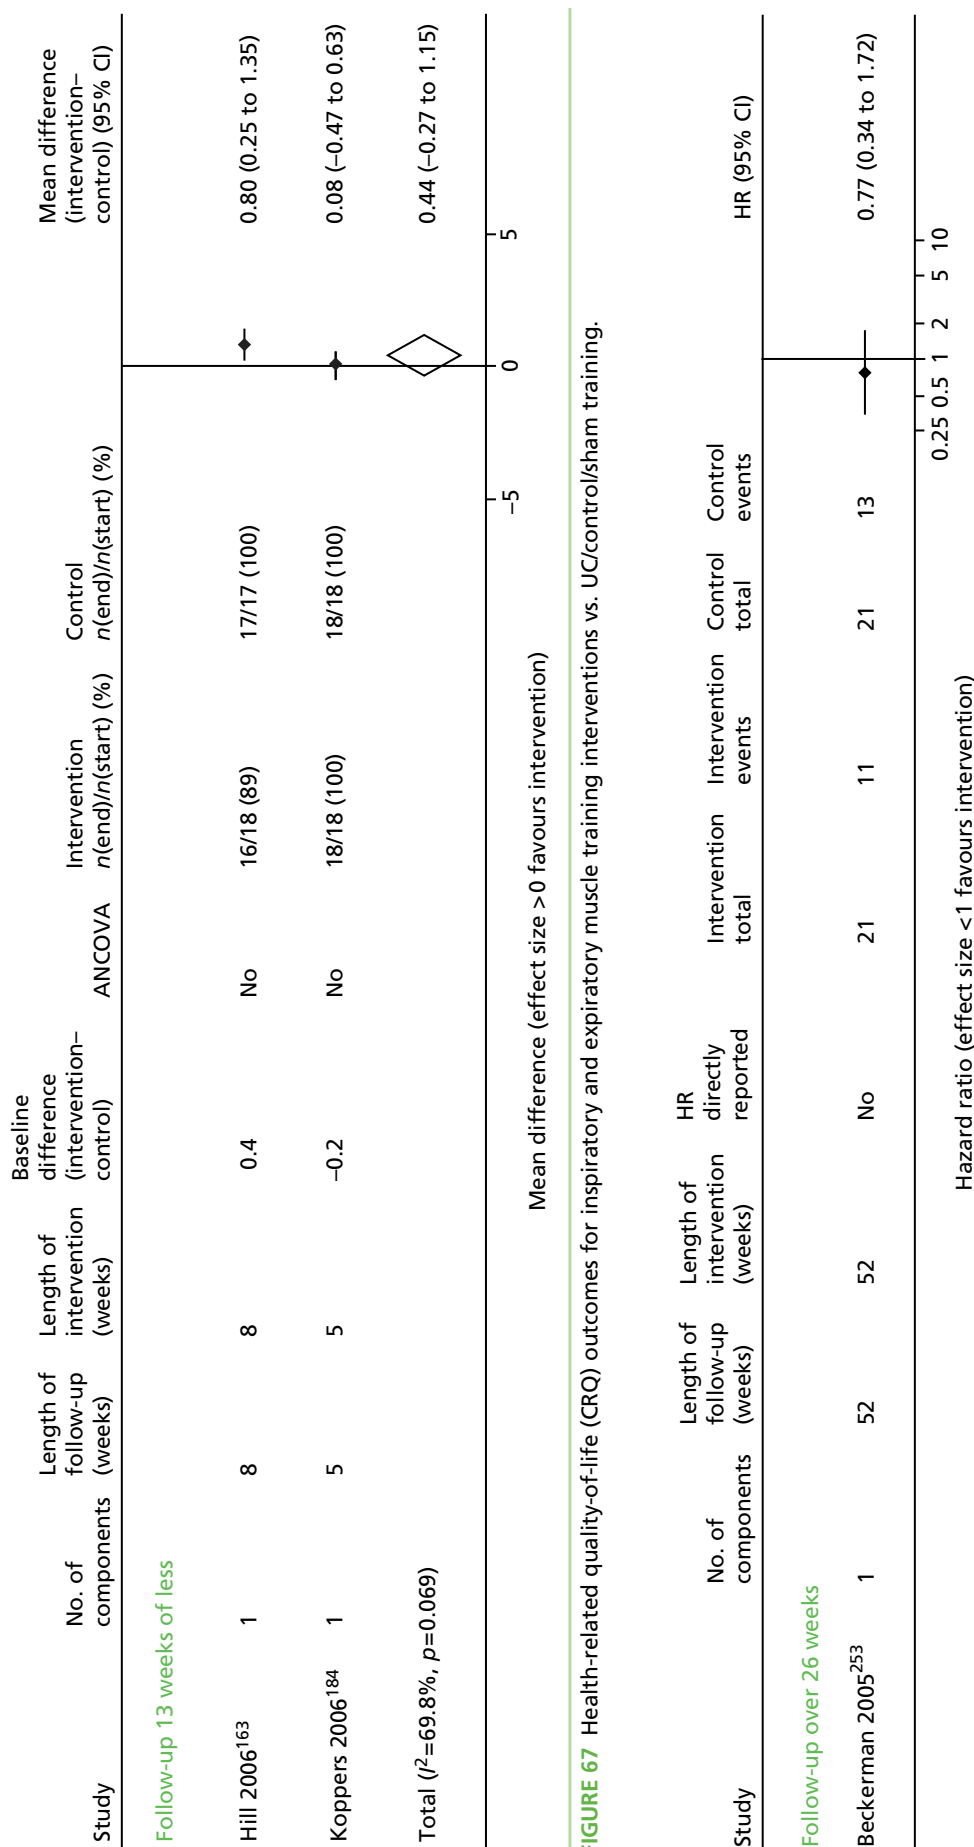 Study
No. of components
Length of follow-up (weeks)
Length of intervention (weeks)
Baseline difference (intervention–control)
ANCOVA
Intervention n(end)/n(start) (%)
Control n(end)/n(start) (%)
Mean difference (intervention–control) (95% CI)
Follow-up 13 weeks of less
Hill 2006163 1 8 8 0.4 No 16/18 (89) 17/17 (100) 0.80 (0.25 to 1.35)
Koppers 2006184 1 5 5 –0.2 No 18/18 (100) 18/18 (100) 0.08 (–0.47 to 0.63)
Total (I2=69.8%, p=0.069) 0.44 (–0.27 to 1.15)
–5 0 5
Mean difference (effect size >0 favours intervention)
FIGURE 67 Health-related quality-of-life (CRQ) outcomes for inspiratory and expiratory muscle training interventions vs. UC/control/sham training.
Study
No. of components
Length of follow-up (weeks)
Length of intervention (weeks)
HR directly reported
Intervention total
Intervention events
Control total
Control events
HR (95% CI)
Follow-up over 26 weeks
Beckerman 2005253 1 52 52 No 21 11 21 13 0.77 (0.34 to 1.72)
0.25 0.5 1 2 5 10
Hazard ratio (effect size <1 favours intervention)